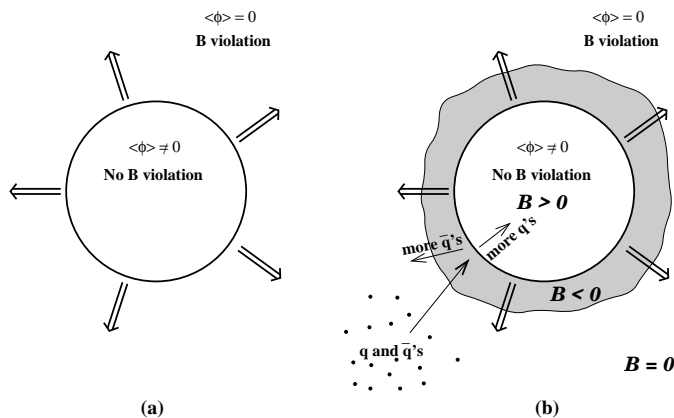 <ϕ> = 0
B violation
<ϕ> ≠ 0
No B violation
(a)
<ϕ> = 0
B violation
<ϕ> ≠ 0
No B violation
B > 0
more q̅'s
more q's
B < 0
q and q̅'s
B = 0
(b)